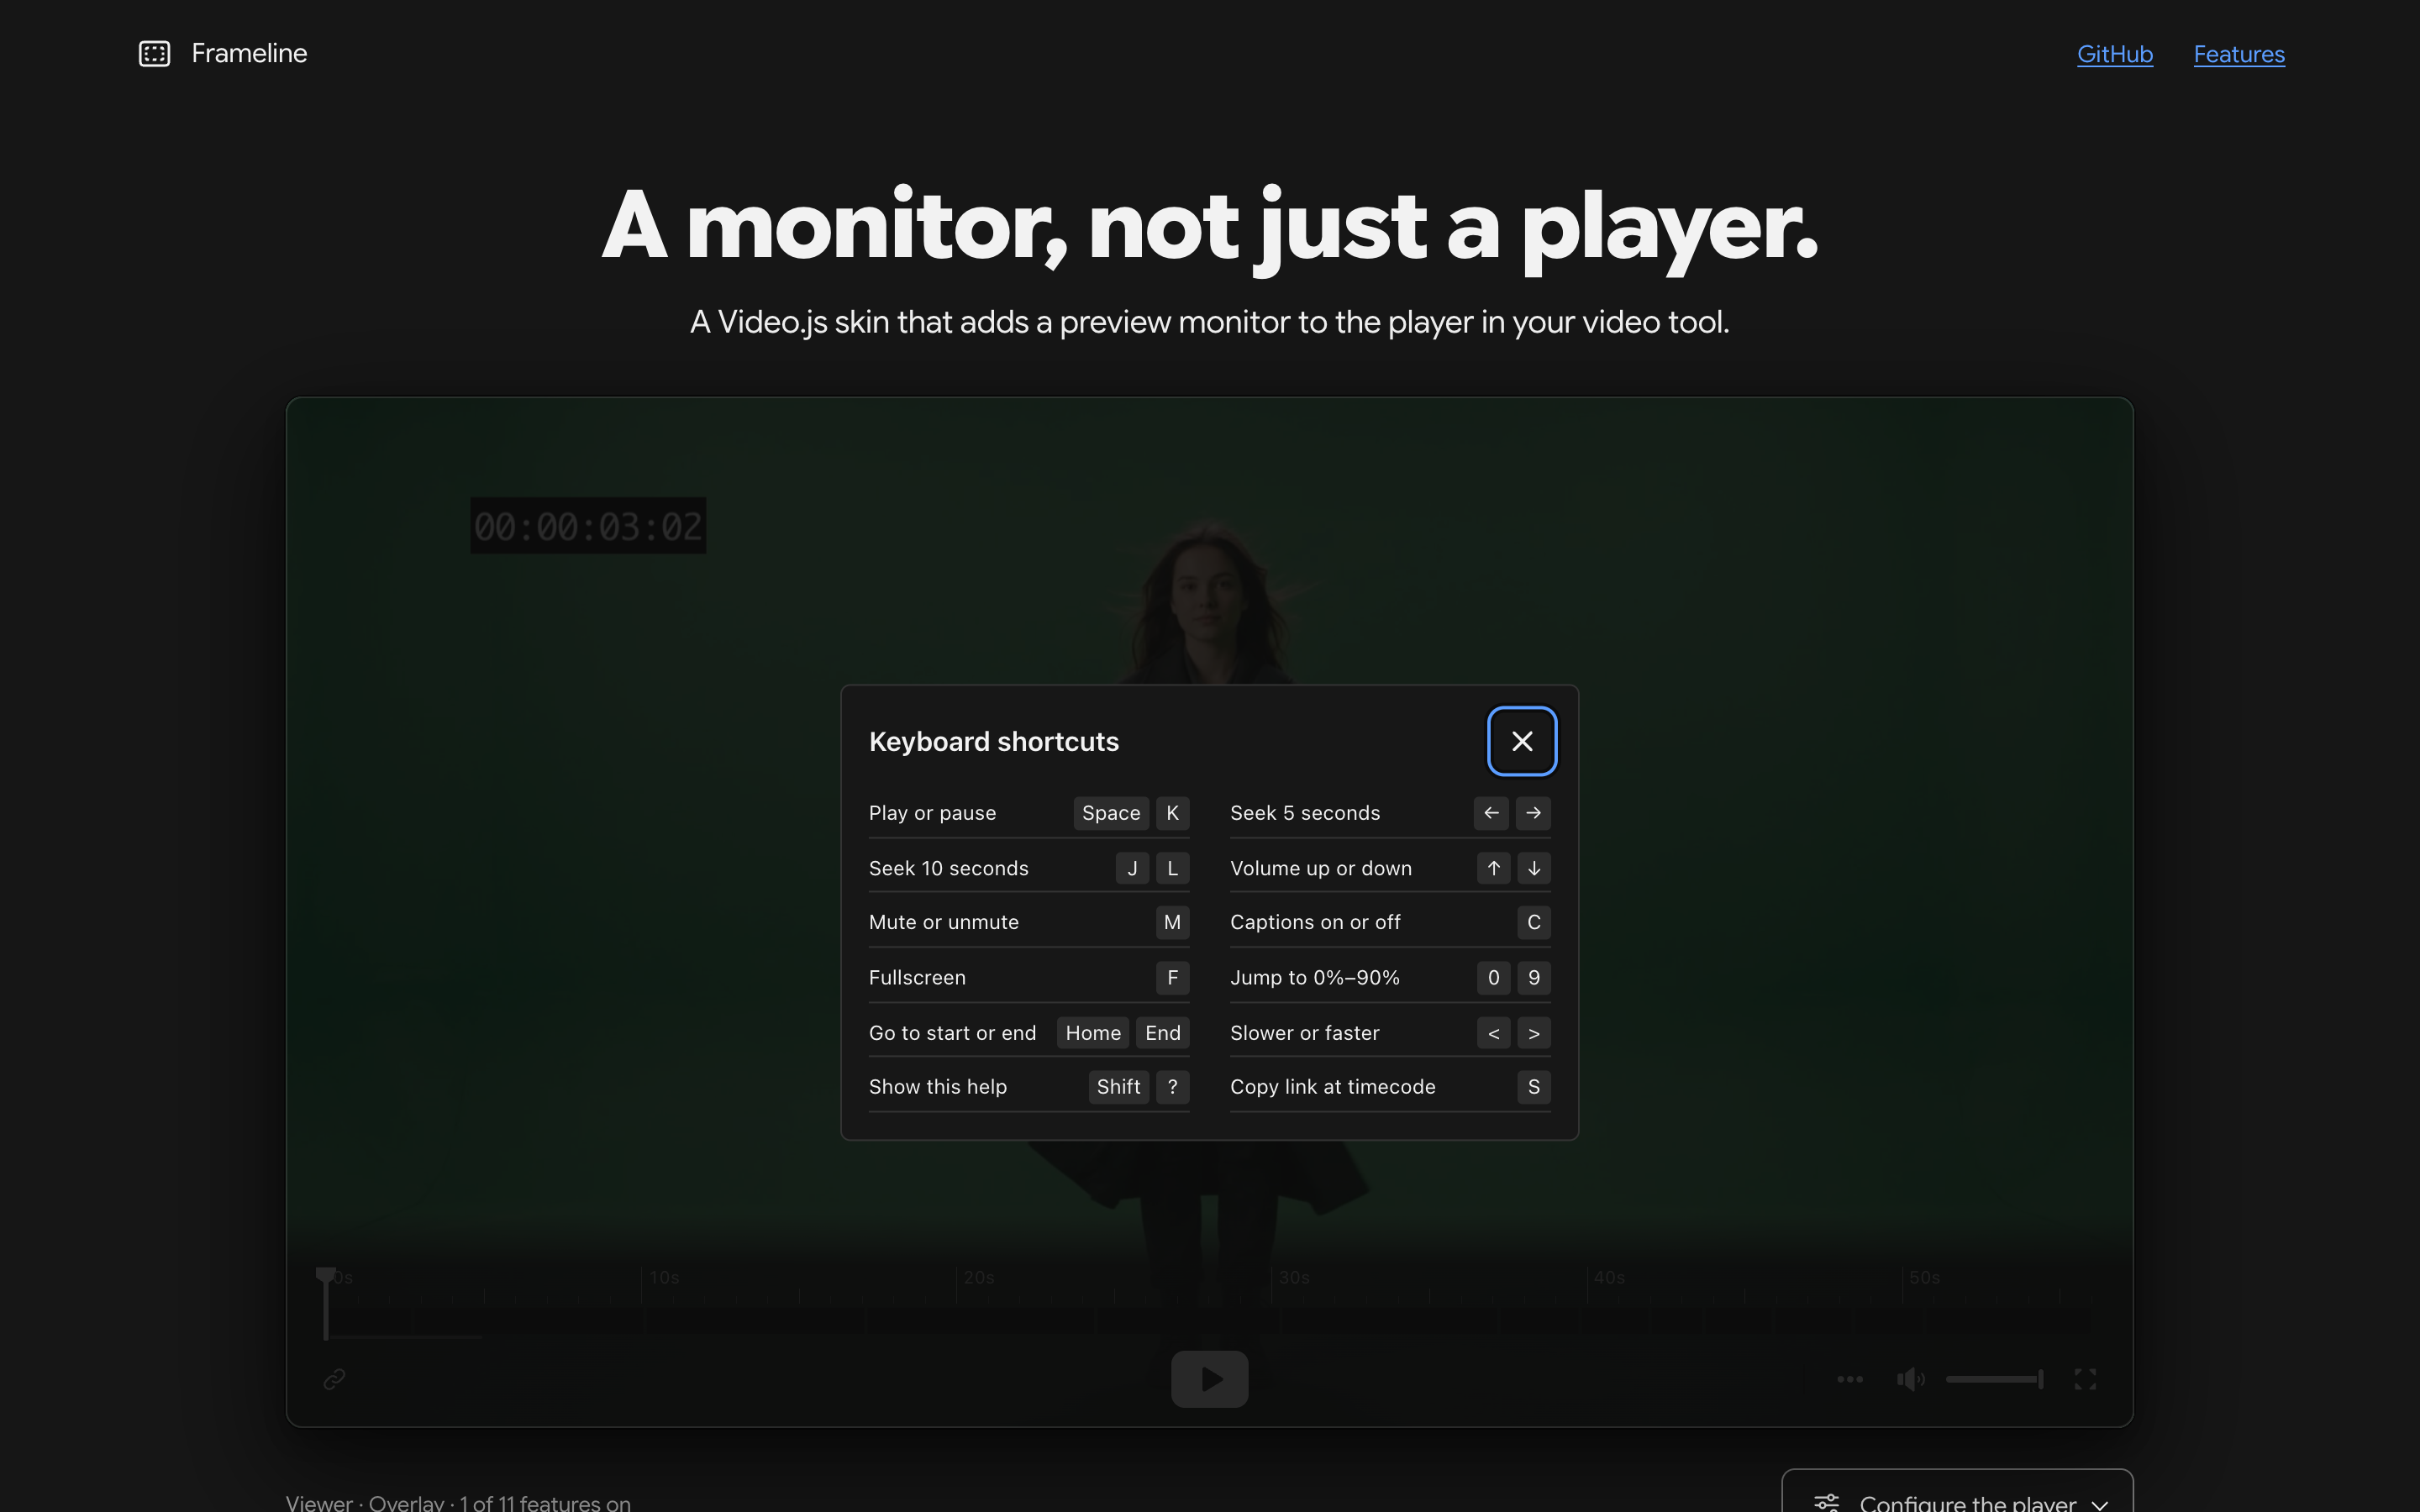 Frameline
GitHub Features
A monitor, not just a player.
A Video.js skin that adds a preview monitor to the player in your video tool.
00:00:03:02
Keyboard shortcuts
Play or pause Space K
Seek 5 seconds ← →
Seek 10 seconds J L
Volume up or down ↑ ↓
Mute or unmute M
Captions on or off C
Fullscreen F
Jump to 0%–90% 0 9
Go to start or end Home End
Slower or faster < >
Show this help Shift ?
Copy link at timecode S
0s 10s 20s 30s 40s 50s
Viewer · Overlay · 1 of 11 features on
Configure the player